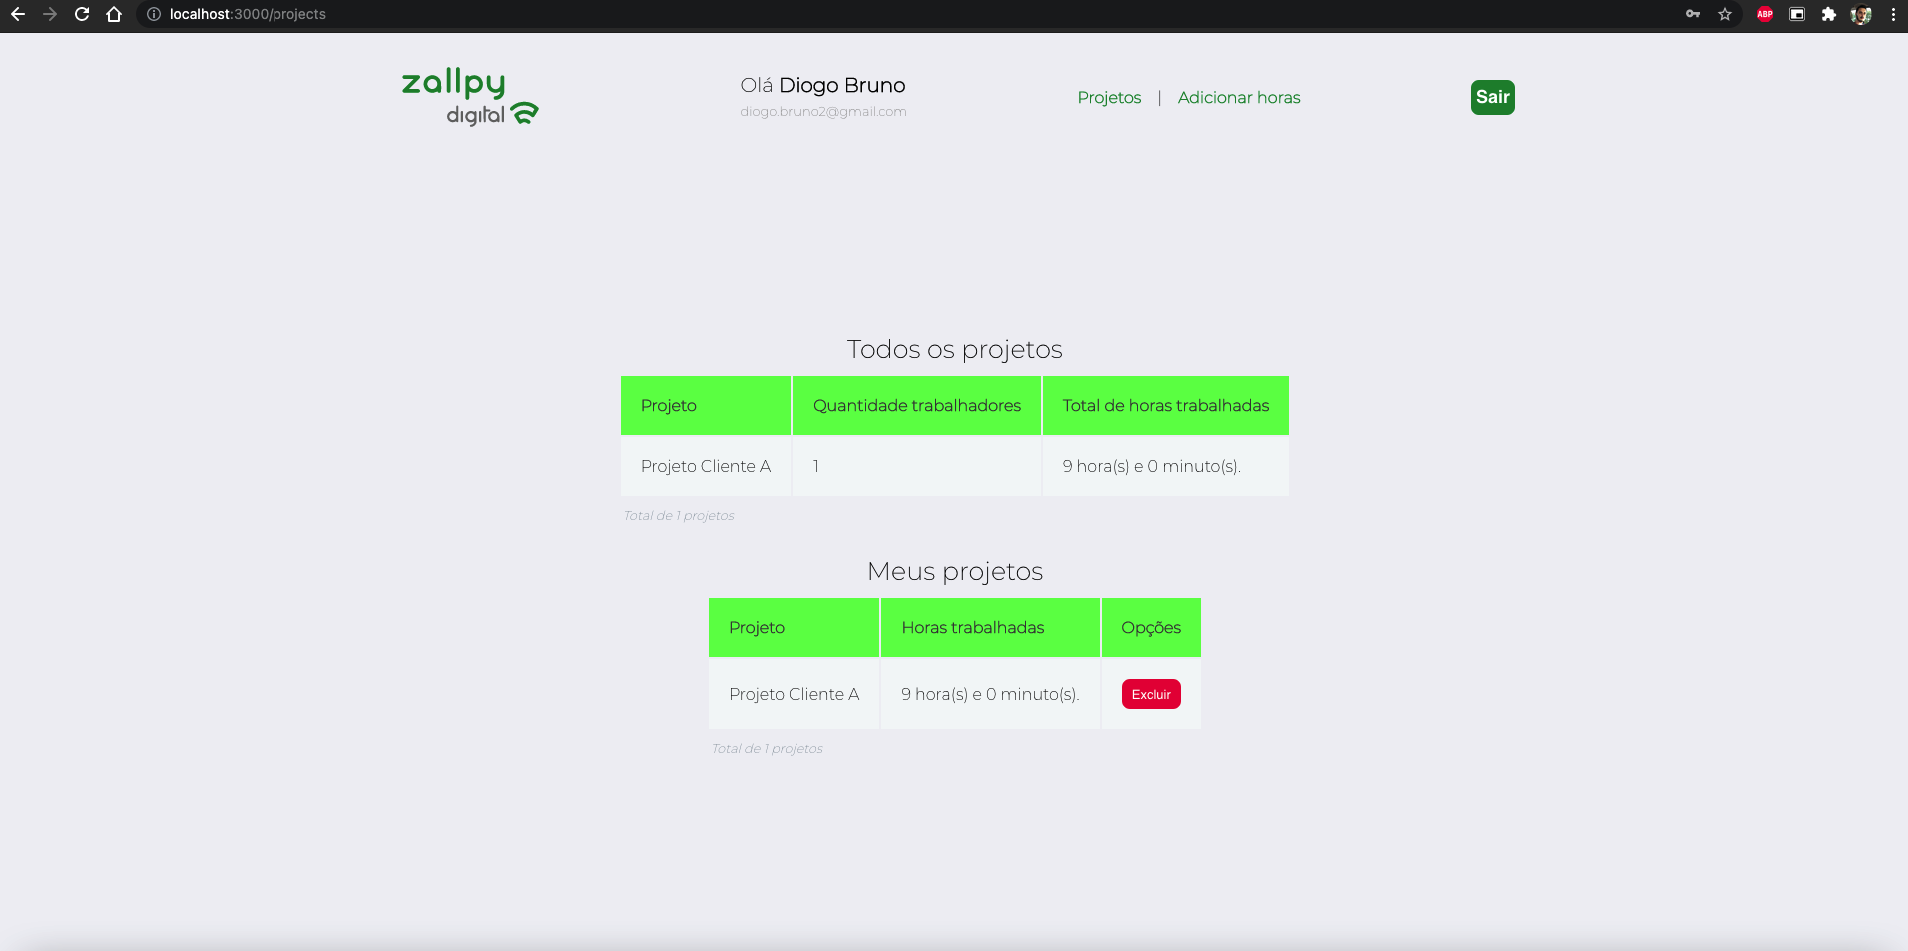 localhost:3000/projects
ABP
zallpy
digital
Olá Diogo Bruno
diogo.bruno2@gmail.com
Projetos | Adicionar horas
Sair
Todos os projetos
Projeto Quantidade trabalhadores Total de horas trabalhadas
Projeto Cliente A 1 9 hora(s) e 0 minuto(s).
Total de 1 projetos
Meus projetos
Projeto Horas trabalhadas Opções
Projeto Cliente A 9 hora(s) e 0 minuto(s). Excluir
Total de 1 projetos